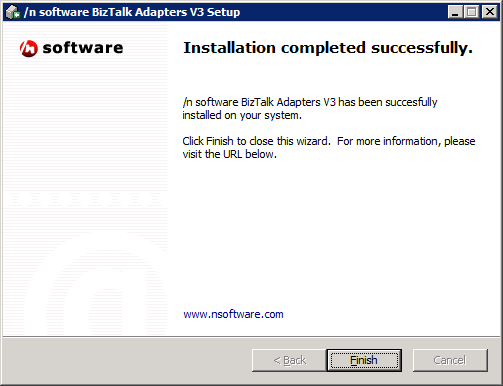 /n software BizTalk Adapters V3 Setup
/n software
Installation completed successfully.
/n software BizTalk Adapters V3 has been succesfully
installed on your system.
Click Finish to close this wizard. For more information, please
visit the URL below.
www.nsoftware.com
< Back
Finish
Cancel